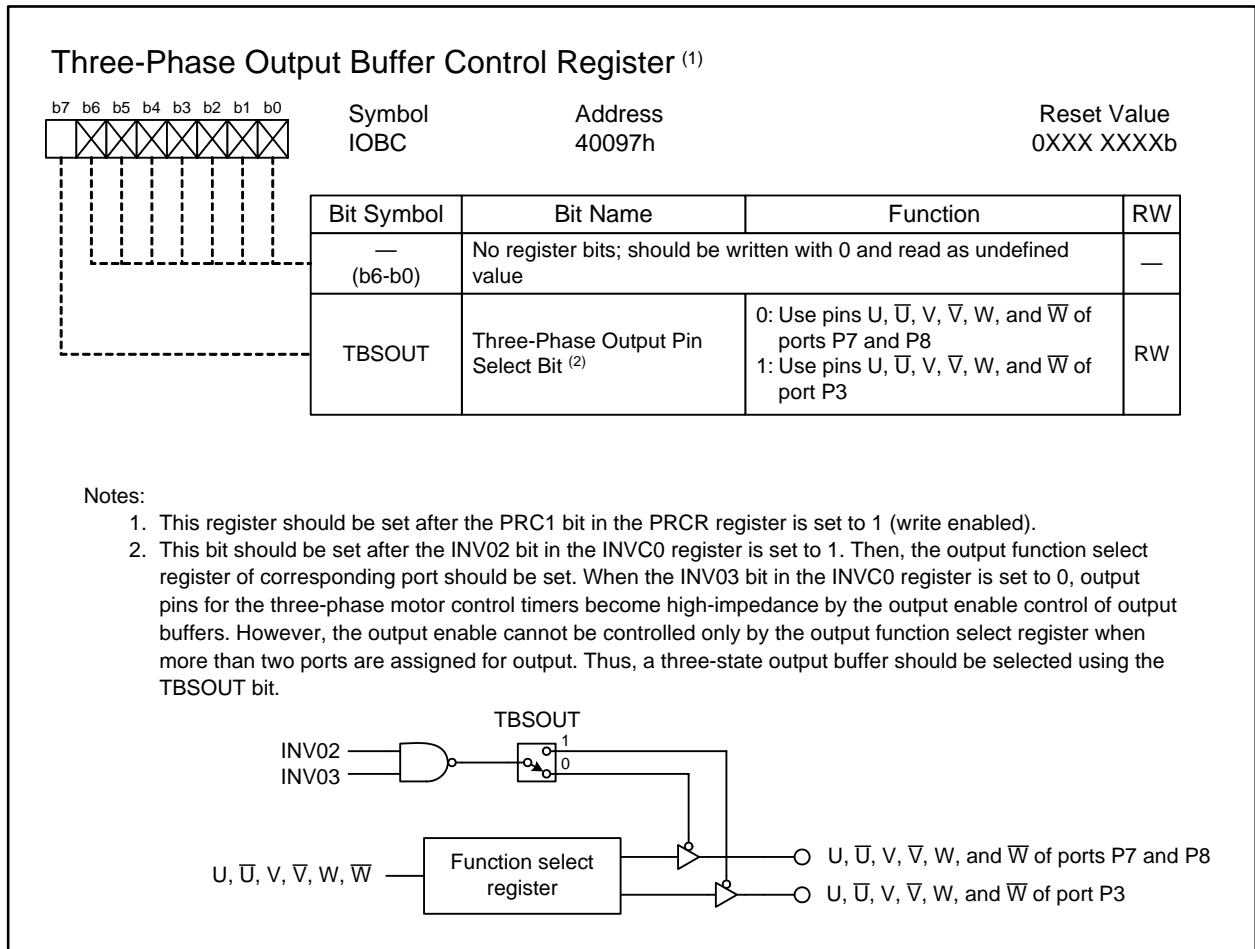 Three-Phase Output Buffer Control Register (1)
b7 b6 b5 b4 b3 b2 b1 b0
Symbol Address Reset Value
IOBC 40097h 0XXX XXXXb
Bit Symbol Bit Name Function RW
— (b6-b0) No register bits; should be written with 0 and read as undefined value —
TBSOUT Three-Phase Output Pin Select Bit (2)
0: Use pins U, U̅, V, V̅, W, and W̅ of
ports P7 and P8
1: Use pins U, U̅, V, V̅, W, and W̅ of
port P3
RW
Notes:
1. This register should be set after the PRC1 bit in the PRCR register is set to 1 (write enabled).
2. This bit should be set after the INV02 bit in the INVC0 register is set to 1. Then, the output function select
register of corresponding port should be set. When the INV03 bit in the INVC0 register is set to 0, output
pins for the three-phase motor control timers become high-impedance by the output enable control of output
buffers. However, the output enable cannot be controlled only by the output function select register when
more than two ports are assigned for output. Thus, a three-state output buffer should be selected using the
TBSOUT bit.
TBSOUT
INV02
INV03
1
0
U, U̅, V, V̅, W, W̅
Function select
register
U, U̅, V, V̅, W, and W̅ of ports P7 and P8
U, U̅, V, V̅, W, and W̅ of port P3